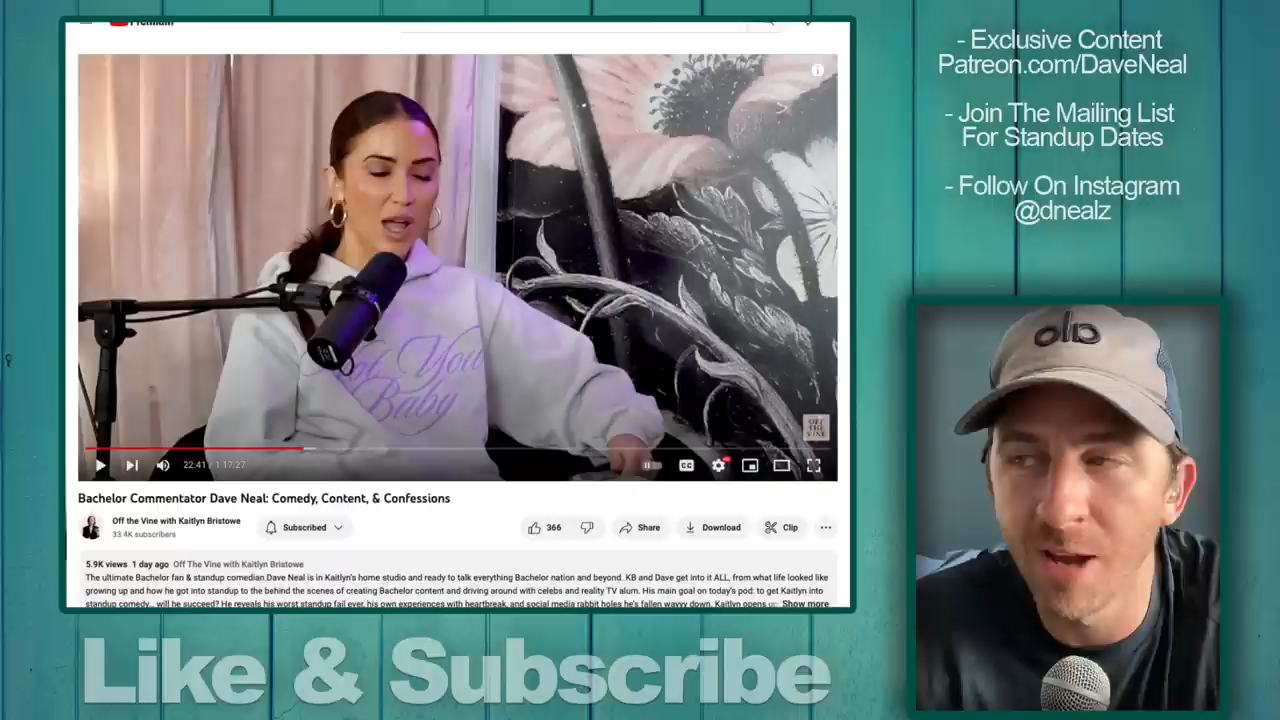 Premium
- Exclusive Content
Patreon.com/DaveNeal
- Join The Mailing List
For Standup Dates
- Follow On Instagram
@dnealz
You
Baby
OFF
THE
VINE
22:41 / 1:17:27
CC
Bachelor Commentator Dave Neal: Comedy, Content, & Confessions
Off the Vine with Kaitlyn Bristowe
33.4K subscribers
Subscribed
366
Share
Download
Clip
5.9K views 1 day ago Off The Vine with Kaitlyn Bristowe
The ultimate Bachelor fan & standup comedian Dave Neal is in Kaitlyn's home studio and ready to talk everything Bachelor nation and beyond. KB and Dave get into it ALL, from what life looked like
growing up and how he got into standup to the behind the scenes of creating Bachelor content and driving around with celebs and reality TV alum. His main goal on today's pod: to get Kaitlyn into
standup comedy... will he succeed? He reveals his worst standup fail ever, his own experiences with heartbreak, and social media rabbit holes he's fallen wayyy down. Kaitlyn opens up Show more
Like & Subscribe